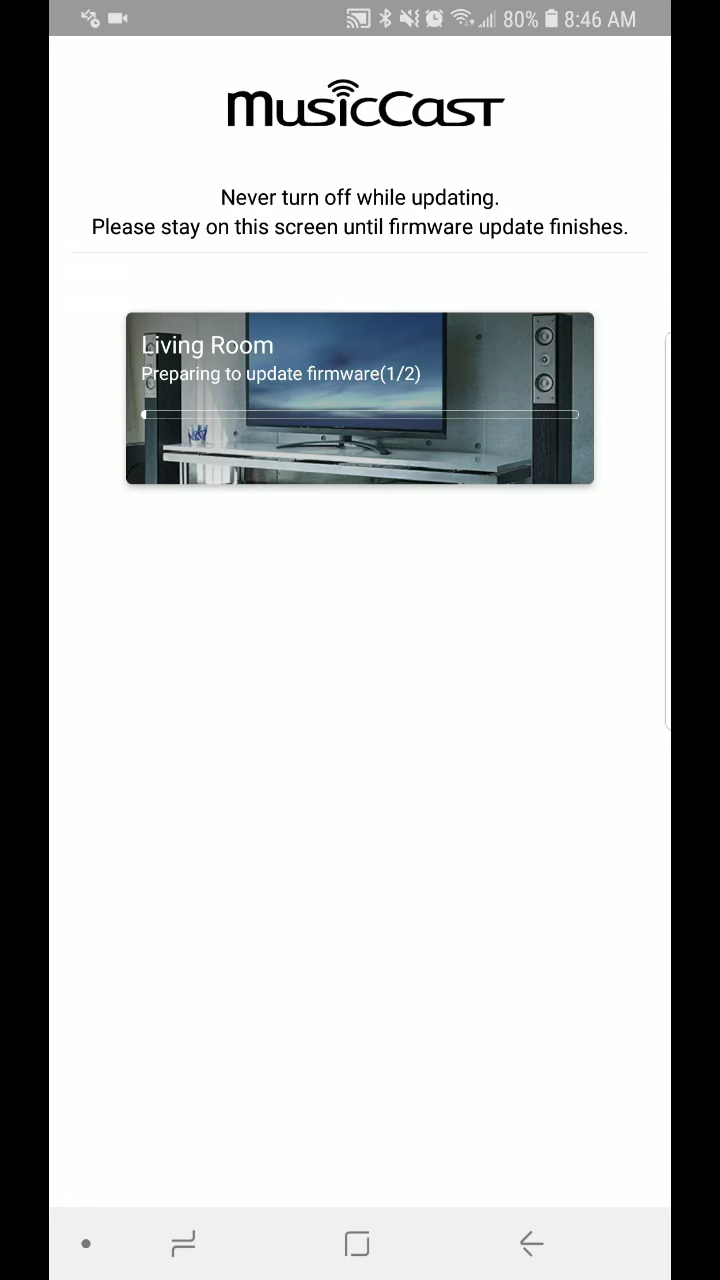 80% 8:46 AM
MusicCast
Never turn off while updating.
Please stay on this screen until firmware update finishes.
Living Room
Preparing to update firmware(1/2)